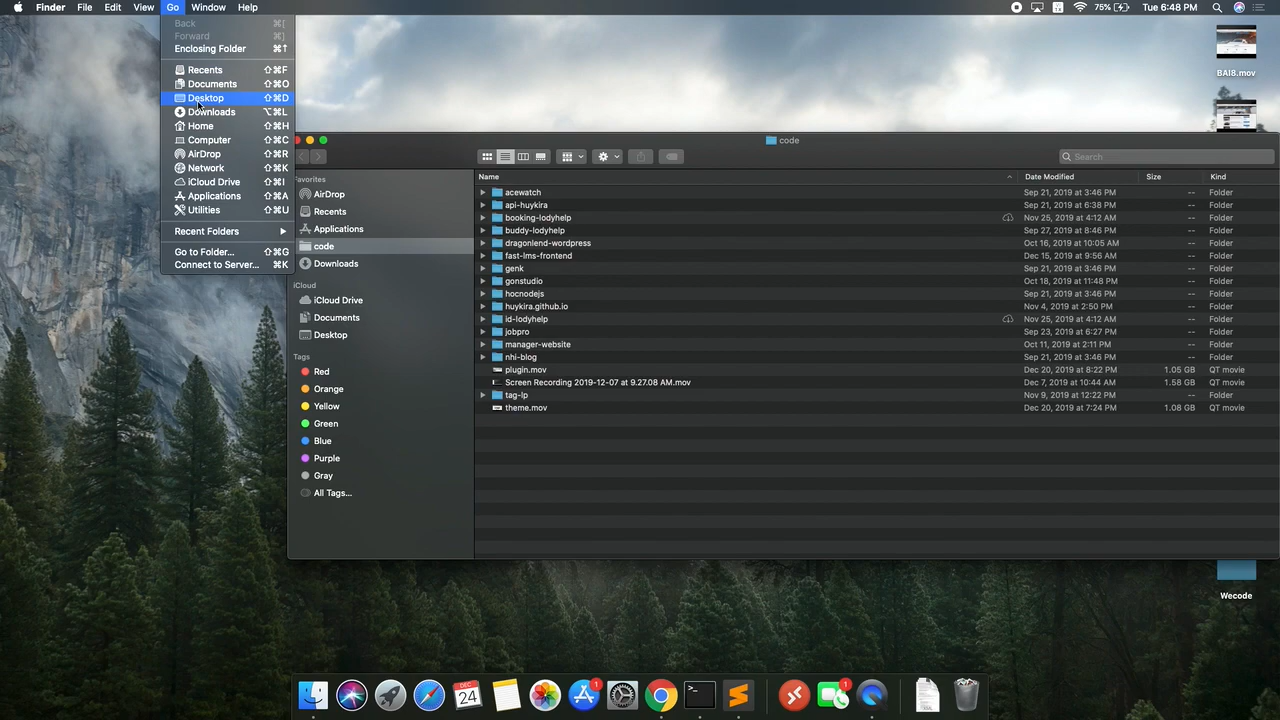 Finder File Edit View Go Window Help 75% Tue 6:48 PM
Back ⌘[
Forward ⌘]
Enclosing Folder ⌘↑
Recents ⇧⌘F
Documents ⇧⌘O
Desktop ⇧⌘D
Downloads ⌥⌘L
Home ⇧⌘H
Computer ⇧⌘C
AirDrop ⇧⌘R
Network ⇧⌘K
iCloud Drive ⇧⌘I
Applications ⇧⌘A
Utilities ⇧⌘U
Recent Folders
Go to Folder... ⇧⌘G
Connect to Server... ⌘K
BAI8.mov
code
Search
Favorites
AirDrop
Recents
Applications
code
Downloads
iCloud
iCloud Drive
Documents
Desktop
Tags
Red
Orange
Yellow
Green
Blue
Purple
Gray
All Tags...
Name Date Modified Size Kind
acewatch Sep 21, 2019 at 3:46 PM -- Folder
api-huykira Sep 21, 2019 at 6:38 PM -- Folder
booking-lodyhelp Nov 25, 2019 at 4:12 AM -- Folder
buddy-lodyhelp Sep 27, 2019 at 8:46 PM -- Folder
dragonlend-wordpress Oct 16, 2019 at 10:05 AM -- Folder
fast-lms-frontend Dec 15, 2019 at 9:56 AM -- Folder
genk Sep 21, 2019 at 3:46 PM -- Folder
gonstudio Oct 18, 2019 at 11:48 PM -- Folder
hocnodejs Sep 21, 2019 at 3:46 PM -- Folder
huykira.github.io Nov 4, 2019 at 2:50 PM -- Folder
id-lodyhelp Nov 25, 2019 at 4:12 AM -- Folder
jobpro Sep 23, 2019 at 6:27 PM -- Folder
manager-website Oct 11, 2019 at 2:11 PM -- Folder
nhi-blog Sep 21, 2019 at 3:46 PM -- Folder
plugin.mov Dec 20, 2019 at 8:22 PM 1.05 GB QT movie
Screen Recording 2019-12-07 at 9.27.08 AM.mov Dec 7, 2019 at 10:44 AM 1.58 GB QT movie
tag-lp Nov 9, 2019 at 12:22 PM -- Folder
theme.mov Dec 20, 2019 at 7:24 PM 1.08 GB QT movie
Wecode
DEC
24
1
1